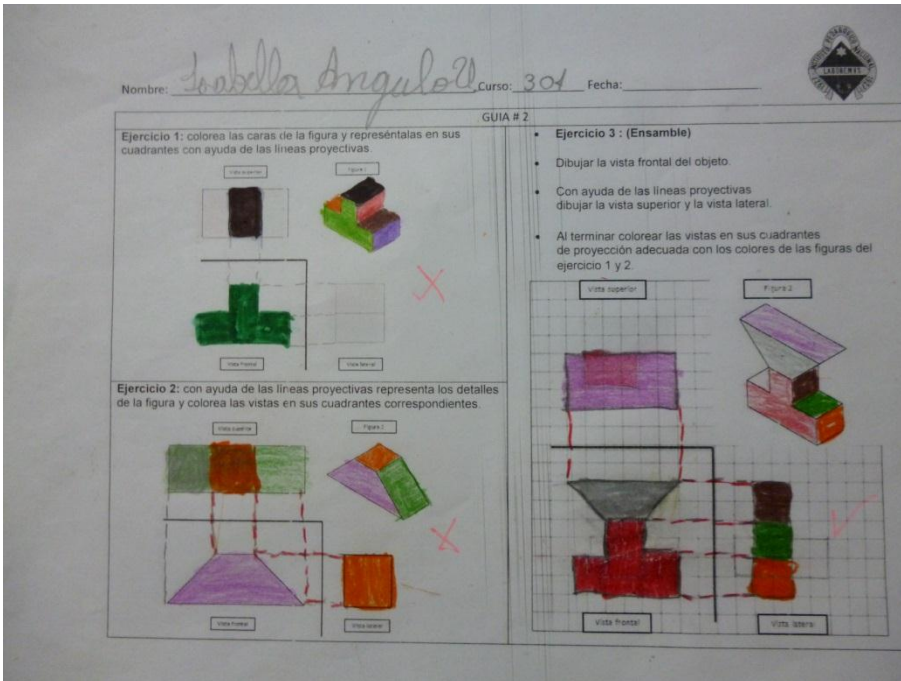 Nombre: Isabella Angulo U Curso: 301 Fecha:
LABOREMUS
GUIA # 2
Ejercicio 1: colorea las caras de la figura y represéntalas en sus
cuadrantes con ayuda de las líneas proyectivas.
Vista superior
Figura 1
Vista frontal
Vista lateral
Ejercicio 2: con ayuda de las líneas proyectivas representa los detalles
de la figura y colorea las vistas en sus cuadrantes correspondientes.
Vista superior
Figura 2
Vista frontal
Vista lateral
Ejercicio 3 : (Ensamble)
Dibujar la vista frontal del objeto.
Con ayuda de las líneas proyectivas
dibujar la vista superior y la vista lateral.
Al terminar colorear las vistas en sus cuadrantes
de proyección adecuada con los colores de las figuras del
ejercicio 1 y 2.
Vista superior
Figura 2
Vista frontal
Vista lateral